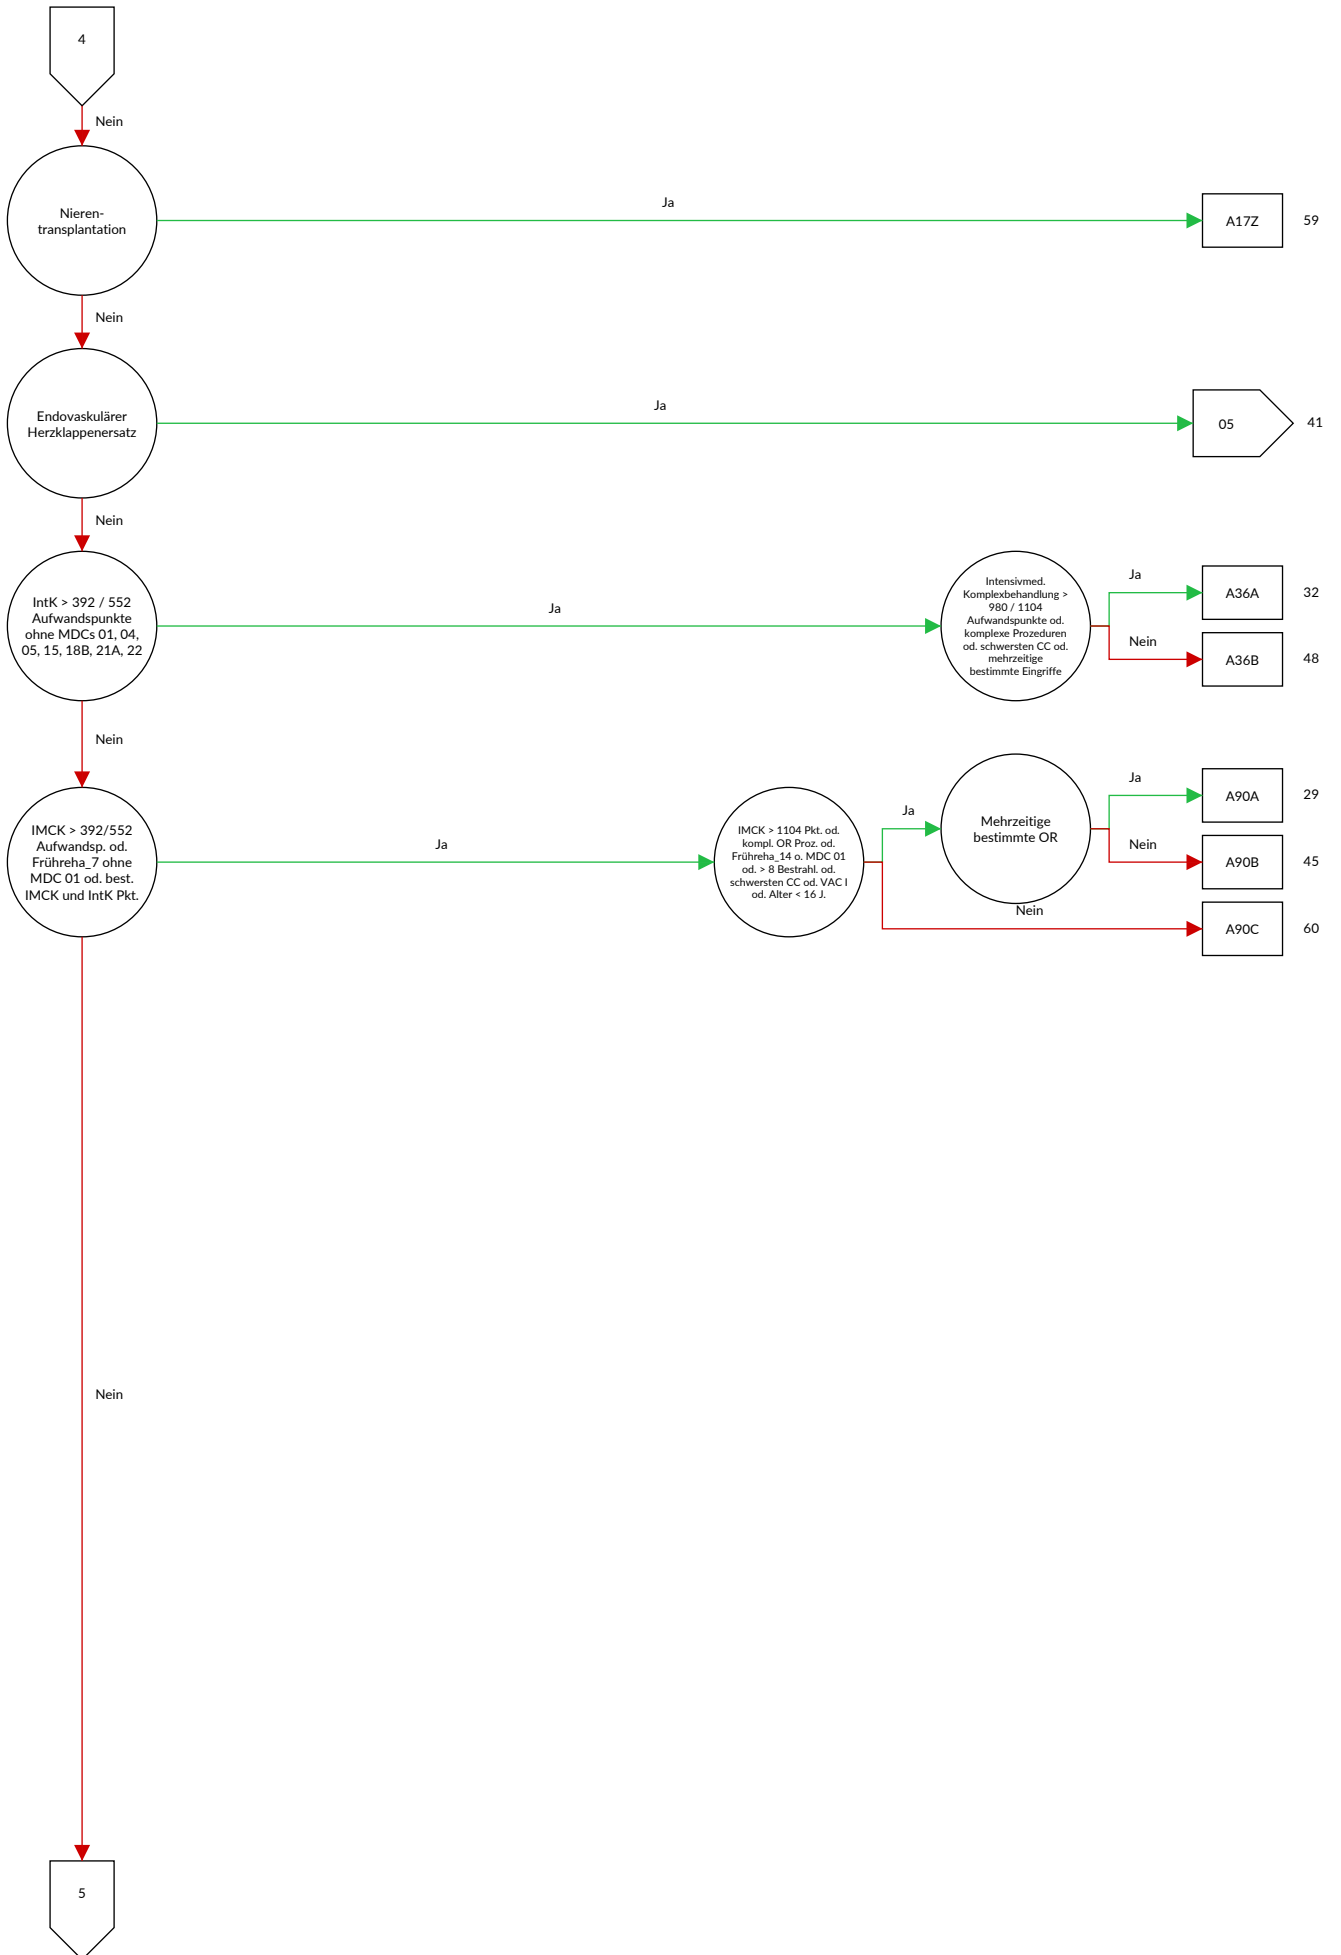 4
Nein
Nieren-
transplantation
Ja
A17Z
59
Nein
Endovaskulärer
Herzklappenersatz
Ja
05
41
Nein
IntK > 392 / 552
Aufwandspunkte
ohne MDCs 01, 04,
05, 15, 18B, 21A, 22
Ja
Intensivmed.
Komplexbehandlung >
980 / 1104
Aufwandspunkte od.
komplexe Prozeduren
od. schwersten CC od.
mehrzeitige
bestimmte Eingriffe
Ja
A36A
32
Nein
A36B
48
Nein
IMCK > 392/552
Aufwandsp. od.
Frühreha_7 ohne
MDC 01 od. best.
IMCK und IntK Pkt.
Ja
IMCK > 1104 Pkt. od.
kompl. OR Proz. od.
Frühreha_14 o. MDC 01
od. > 8 Bestrahl. od.
schwersten CC od. VAC I
od. Alter < 16 J.
Ja
Mehrzeitige
bestimmte OR
Ja
A90A
29
Nein
A90B
45
Nein
A90C
60
Nein
5